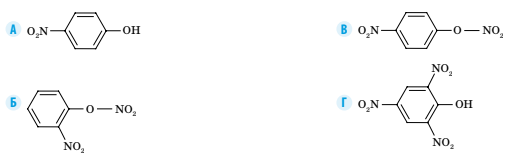 А O₂N OH
В O₂N O — NO₂
Б O — NO₂
NO₂
Г NO₂
O₂N OH
NO₂